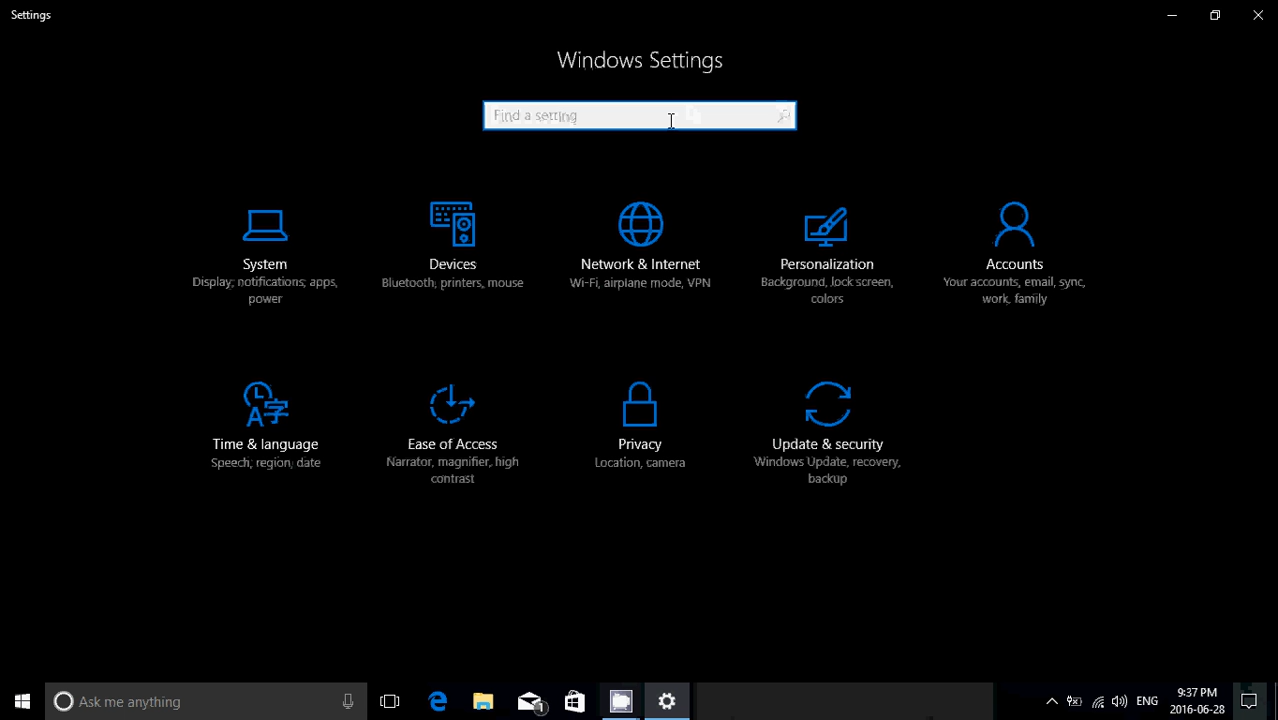 Settings
Windows Settings
Find a setting
System
Display, notifications, apps,
power
Devices
Bluetooth, printers, mouse
Network & Internet
Wi-Fi, airplane mode, VPN
Personalization
Background, lock screen,
colors
Accounts
Your accounts, email, sync,
work, family
Time & language
Speech, region, date
Ease of Access
Narrator, magnifier, high
contrast
Privacy
Location, camera
Update & security
Windows Update, recovery,
backup
Ask me anything
1
ENG
9:37 PM
2016-06-28